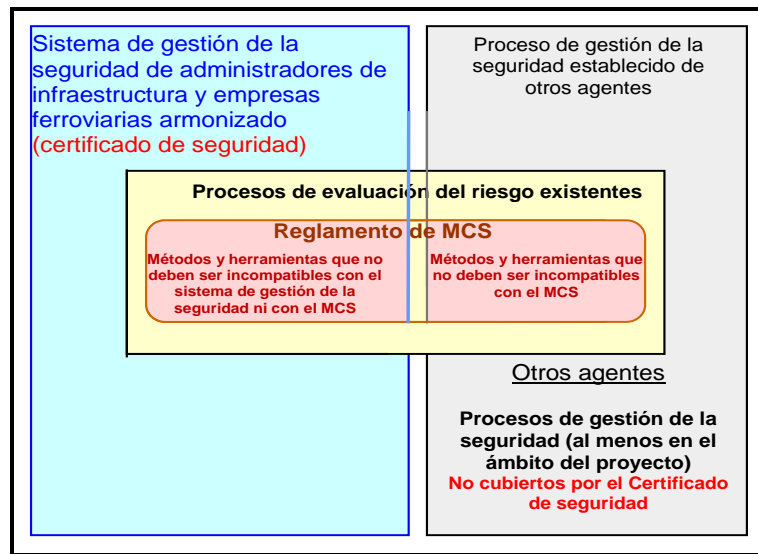 Sistema de gestión de la
seguridad de administradores de
infraestructura y empresas
ferroviarias armonizado
(certificado de seguridad)
Proceso de gestión de la
seguridad establecido de
otros agentes
Procesos de evaluación del riesgo existentes
Reglamento de MCS
Métodos y herramientas que no
deben ser incompatibles con el
sistema de gestión de la
seguridad ni con el MCS
Métodos y herramientas que
no deben ser incompatibles
con el MCS
Otros agentes
Procesos de gestión de la
seguridad (al menos en el
ámbito del proyecto)
No cubiertos por el Certificado
de seguridad